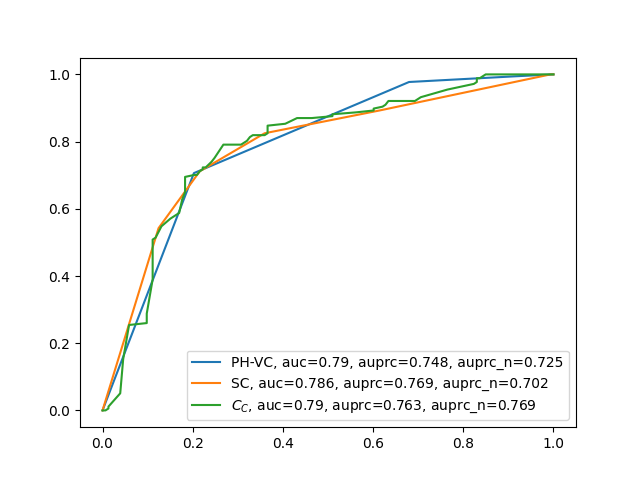 1.0
0.8
0.6
0.4
0.2
0.0
PH-VC, auc=0.79, auprc=0.748, auprc_n=0.725
SC, auc=0.786, auprc=0.769, auprc_n=0.702
C_C, auc=0.79, auprc=0.763, auprc_n=0.769
0.0 0.2 0.4 0.6 0.8 1.0